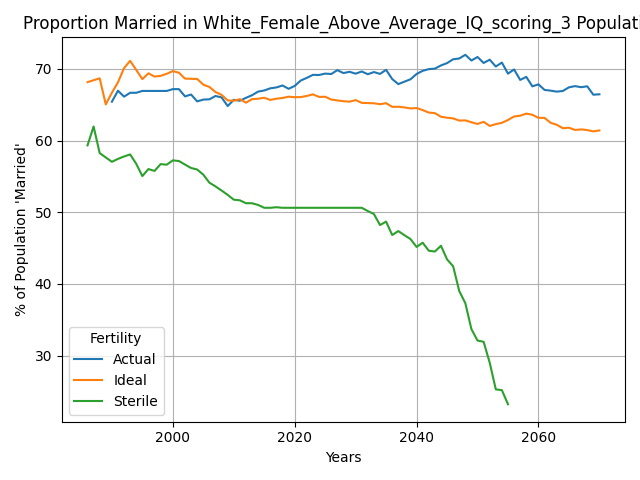 Proportion Married in White_Female_Above_Average_IQ_scoring_3 Populati
% of Population 'Married'
70
60
50
40
30
Fertility
Actual
Ideal
Sterile
2000 2020 2040 2060
Years